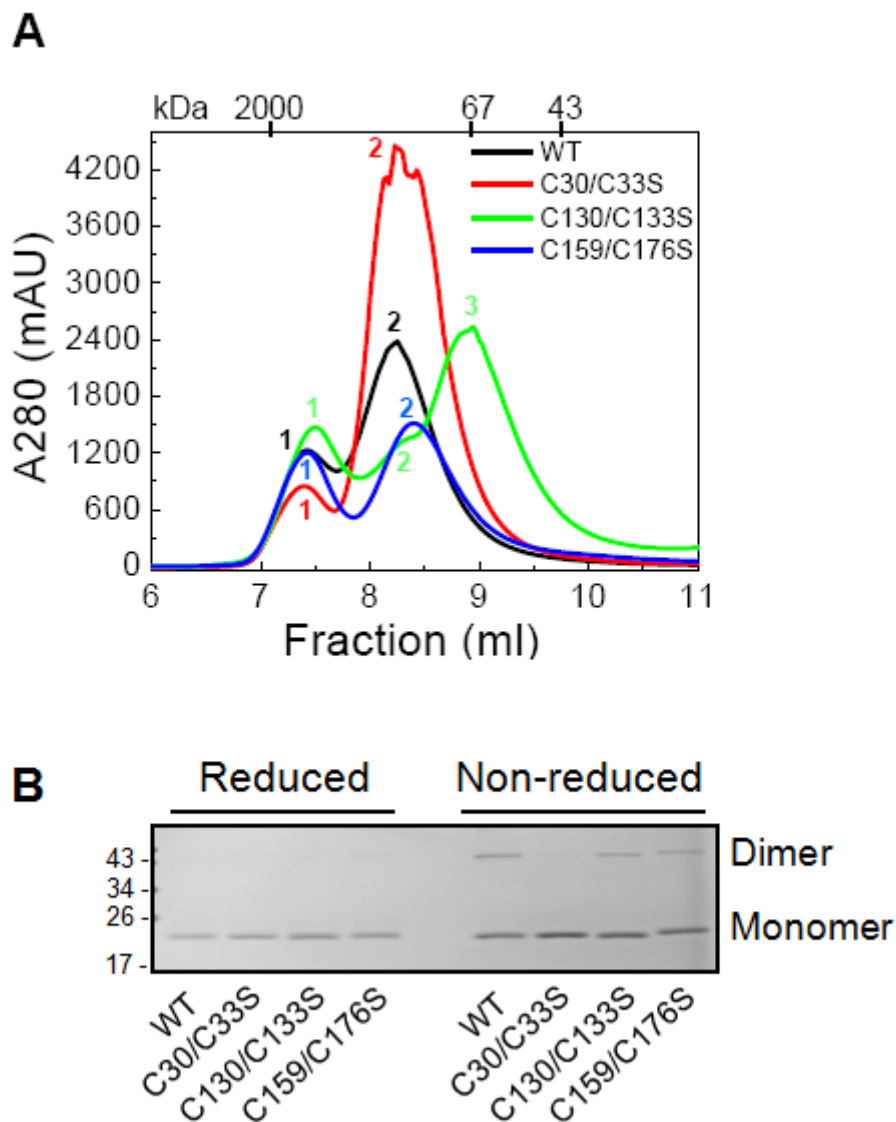 A
kDa 2000 67 43
WT
C30/C33S
C130/C133S
C159/C176S
4200
3600
3000
2400
1800
1200
600
0
A280 (mAU)
2
2
3
1
1
2
2
1
1
6 7 8 9 10 11
Fraction (ml)
B
Reduced Non-reduced
43 -
34 -
26 -
17 -
Dimer
Monomer
WT C30/C33S C130/C133S C159/C176S WT C30/C33S C130/C133S C159/C176S